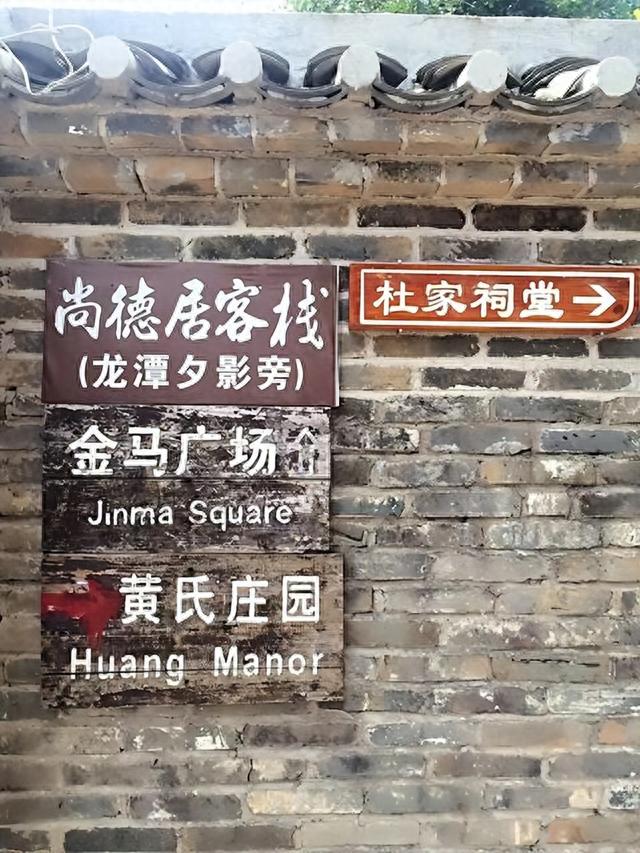 尚德居客栈
(龙潭夕影旁)
杜家祠堂→
金马广场↑
Jinma Square
黄氏庄园
Huang Manor